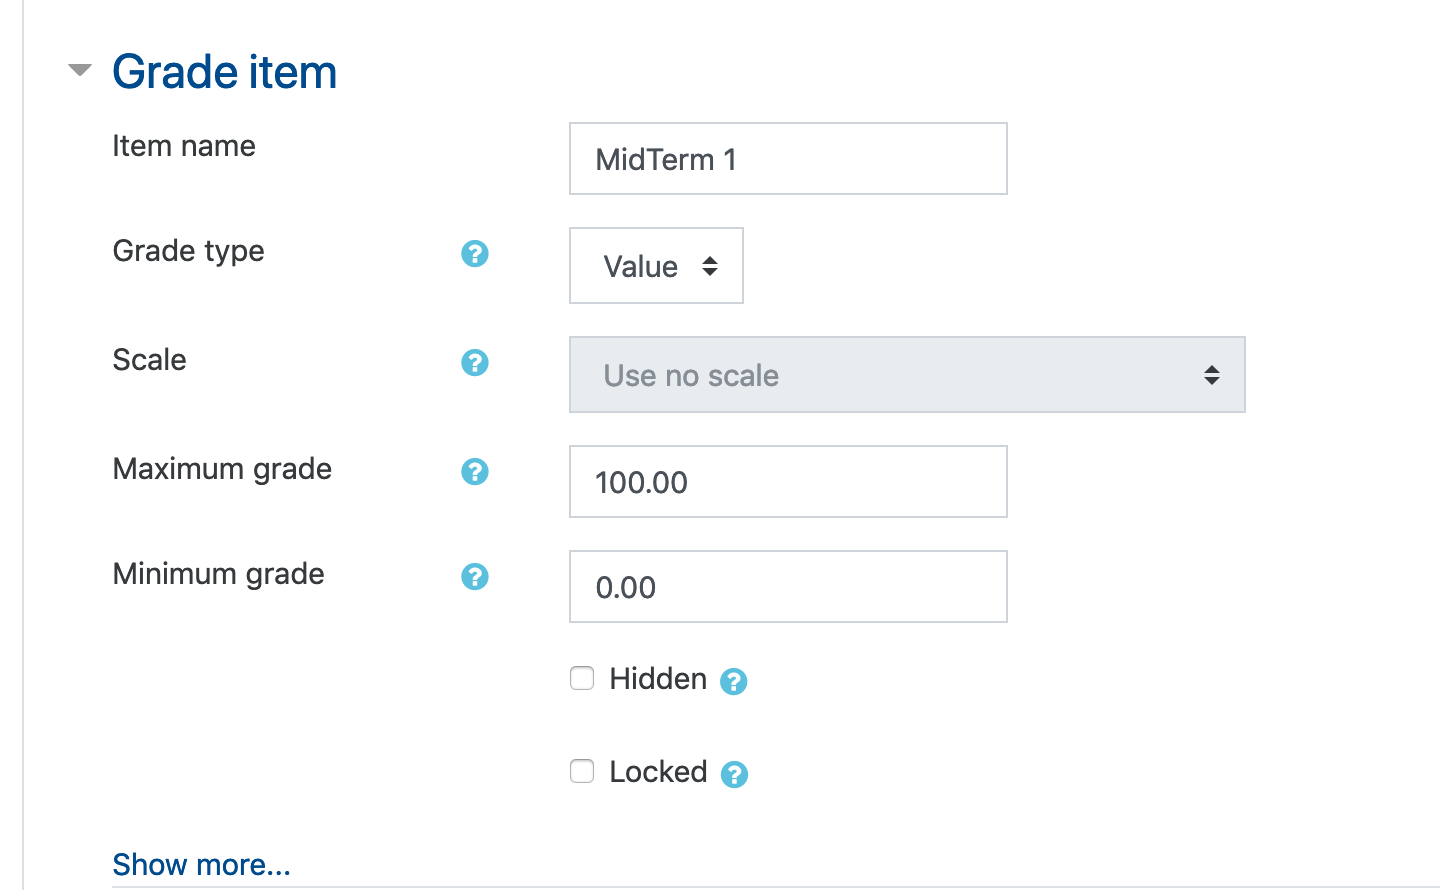 Grade item
Item name
MidTerm 1
Grade type ?
Value
Scale ?
Use no scale
Maximum grade ?
100.00
Minimum grade ?
0.00
Hidden ?
Locked ?
Show more...